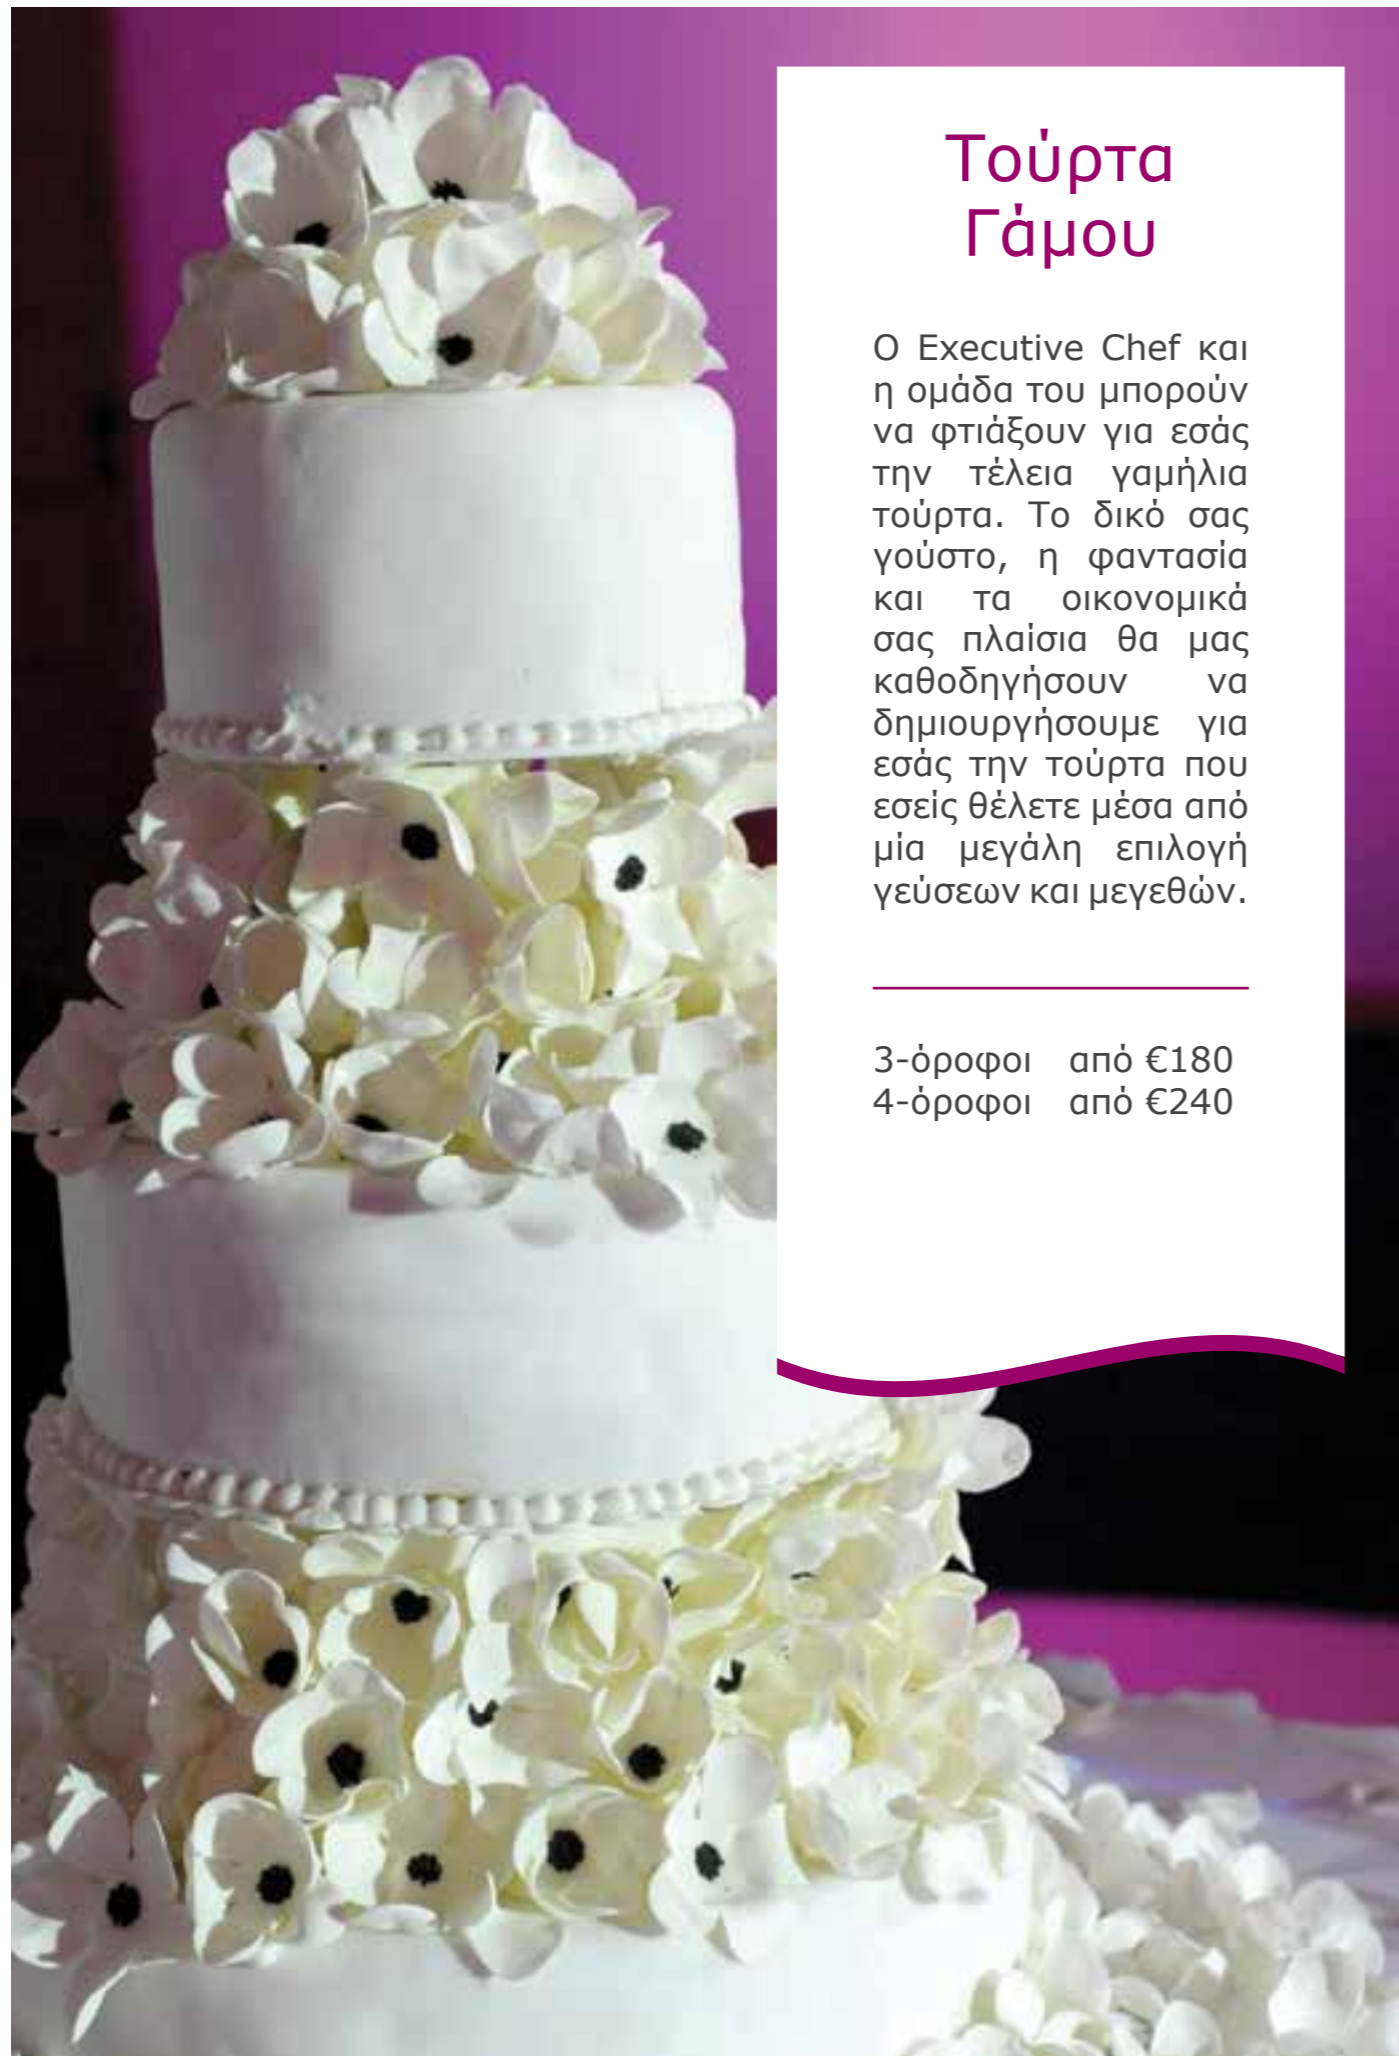 Τούρτα
Γάμου
Ο Executive Chef και
η ομάδα του μπορούν
να φτιάξουν για εσάς
την τέλεια γαμήλια
τούρτα. Το δικό σας
γούστο, η φαντασία
και τα οικονομικά
σας πλαίσια θα μας
καθοδηγήσουν να
δημιουργήσουμε για
εσάς την τούρτα που
εσείς θέλετε μέσα από
μία μεγάλη επιλογή
γεύσεων και μεγεθών.
3-όροφοι από €180
4-όροφοι από €240